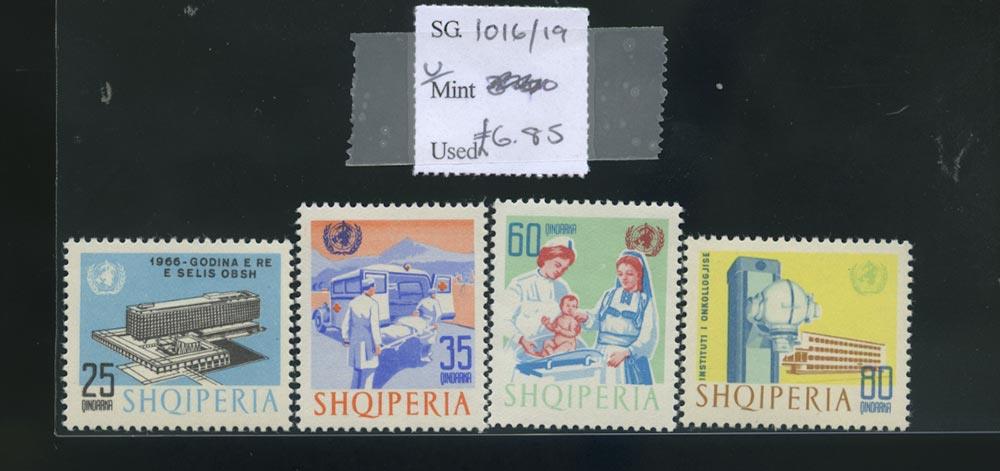 SG. 1016/19
U/
Mint
Used £6.85
1966-GODINA E RE
E SELIS OBSH
25
QINDARKA
SHQIPERIA
35
QINDARKA
SHQIPERIA
60 QINDARKA
SHQIPERIA
INSTITUTI I ONKOLLOGJISE
80
SHQIPERIA QINDARKA